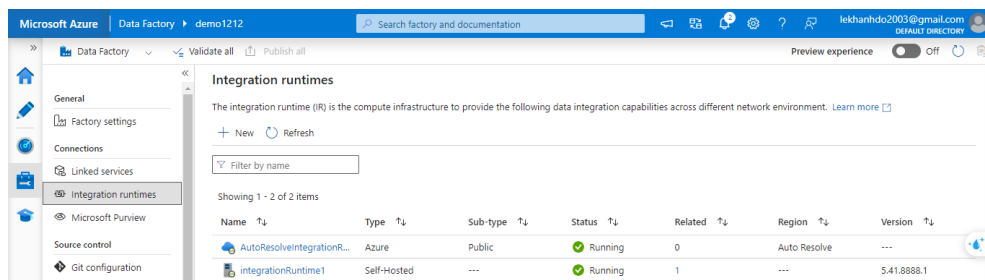 Microsoft Azure Data Factory demo1212 Search factory and documentation 2 lekhanhdo2003@gmail.com
DEFAULT DIRECTORY
Data Factory Validate all Publish all Preview experience Off
Integration runtimes
General
The integration runtime (IR) is the compute infrastructure to provide the following data integration capabilities across different network environment. Learn more
Factory settings
New Refresh
Connections
Linked services
Filter by name
Integration runtimes
Showing 1 - 2 of 2 items
Microsoft Purview
Name Type Sub-type Status Related Region Version
Source control
AutoResolveIntegrationR... Azure Public Running 0 Auto Resolve ---
Git configuration
integrationRuntime1 Self-Hosted --- Running 1 --- 5.41.8888.1